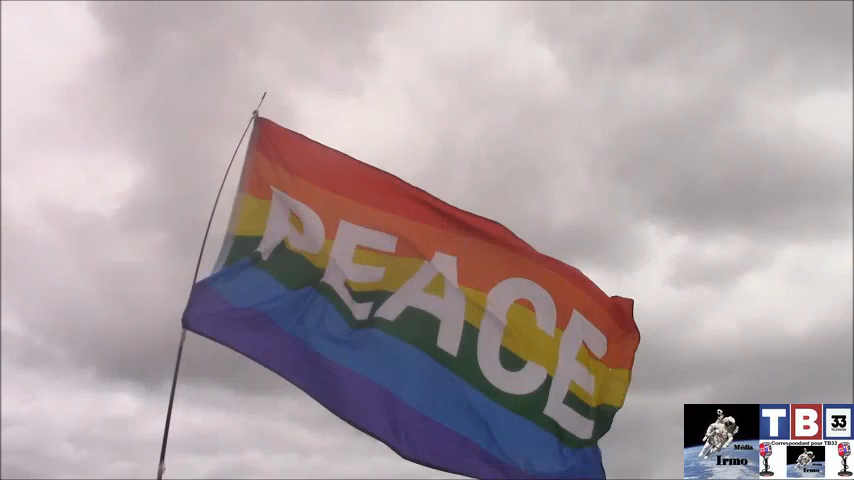 PEACE
TB
33
Média
Irmo
Correspondant pour TB33
Irmo